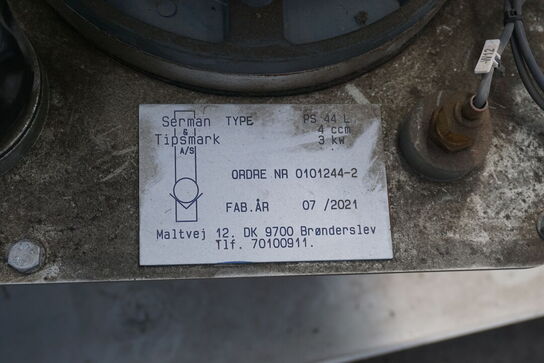 Serman TYPE PS 44 L
&
Tipsmark 4 ccm
A/S 3 kw
ORDRE NR 0101244-2
FAB.ÅR 07 /2021
Maltvej 12. DK 9700 Brønderslev
Tlf. 70100911.